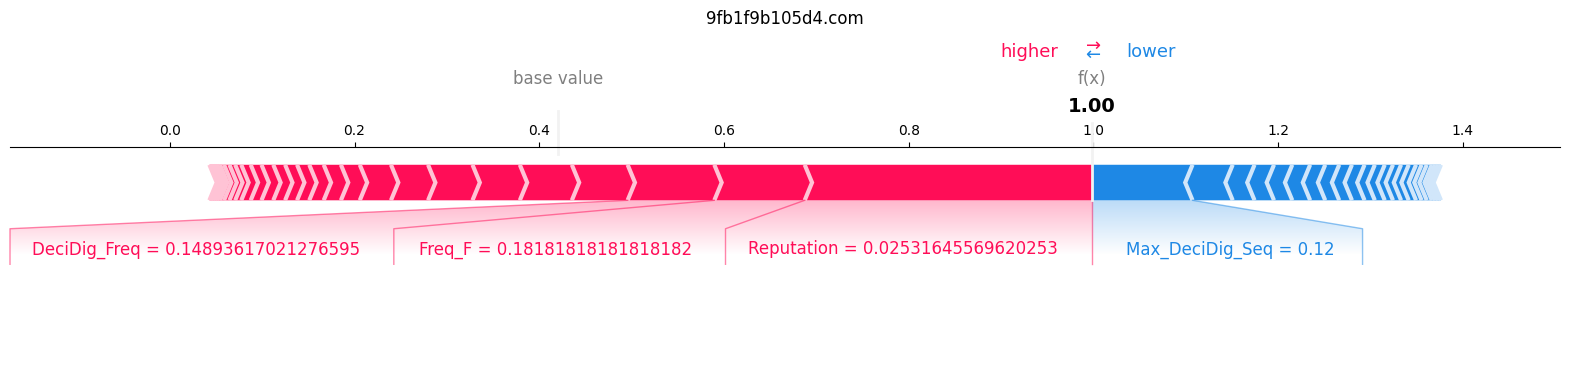 9fb1f9b105d4.com
higher ⇄ lower
base value f(x)
1.00
0.0 0.2 0.4 0.6 0.8 1.0 1.2 1.4
DeciDig_Freq = 0.14893617021276595 Freq_F = 0.18181818181818182 Reputation = 0.02531645569620253 Max_DeciDig_Seq = 0.12